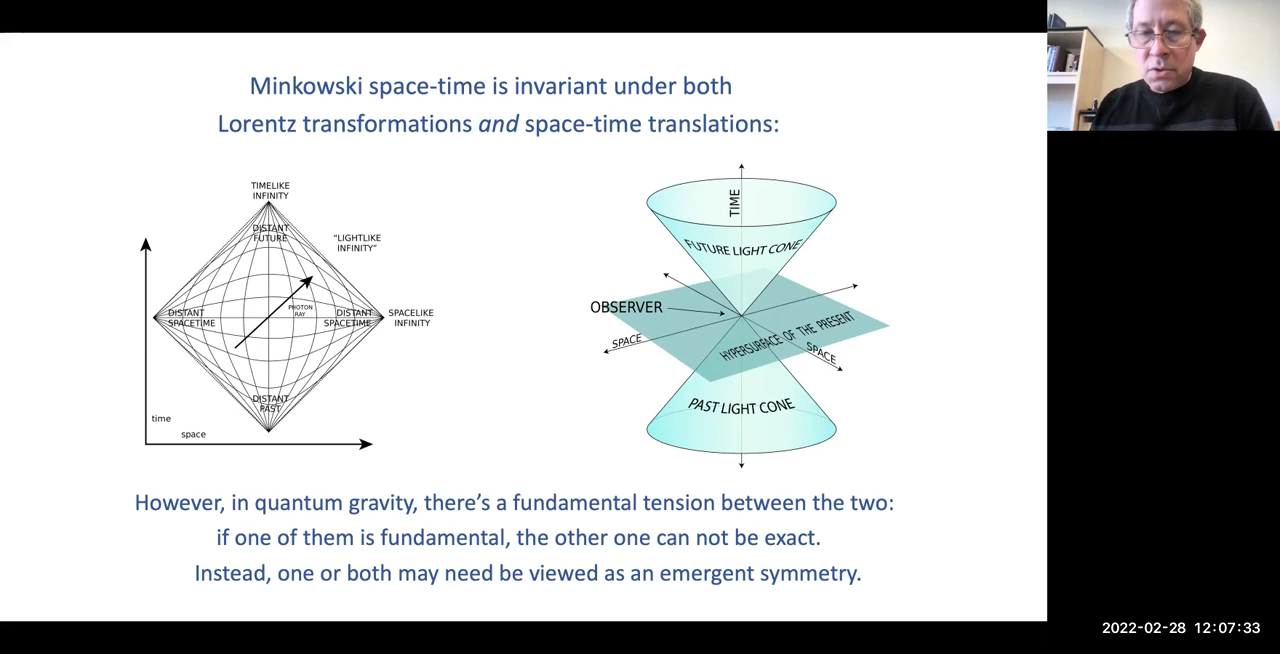 Minkowski space-time is invariant under both
Lorentz transformations and space-time translations:
TIMELIKE
INFINITY
DISTANT
FUTURE
"LIGHTLIKE
INFINITY"
PHOTON
RAY
DISTANT
SPACETIME
DISTANT
SPACETIME
SPACELIKE
INFINITY
DISTANT
PAST
time
space
TIME
FUTURE LIGHT CONE
OBSERVER
SPACE
HYPERSURFACE OF THE PRESENT
SPACE
PAST LIGHT CONE
However, in quantum gravity, there's a fundamental tension between the two:
if one of them is fundamental, the other one can not be exact.
Instead, one or both may need be viewed as an emergent symmetry.
2022-02-28 12:07:33